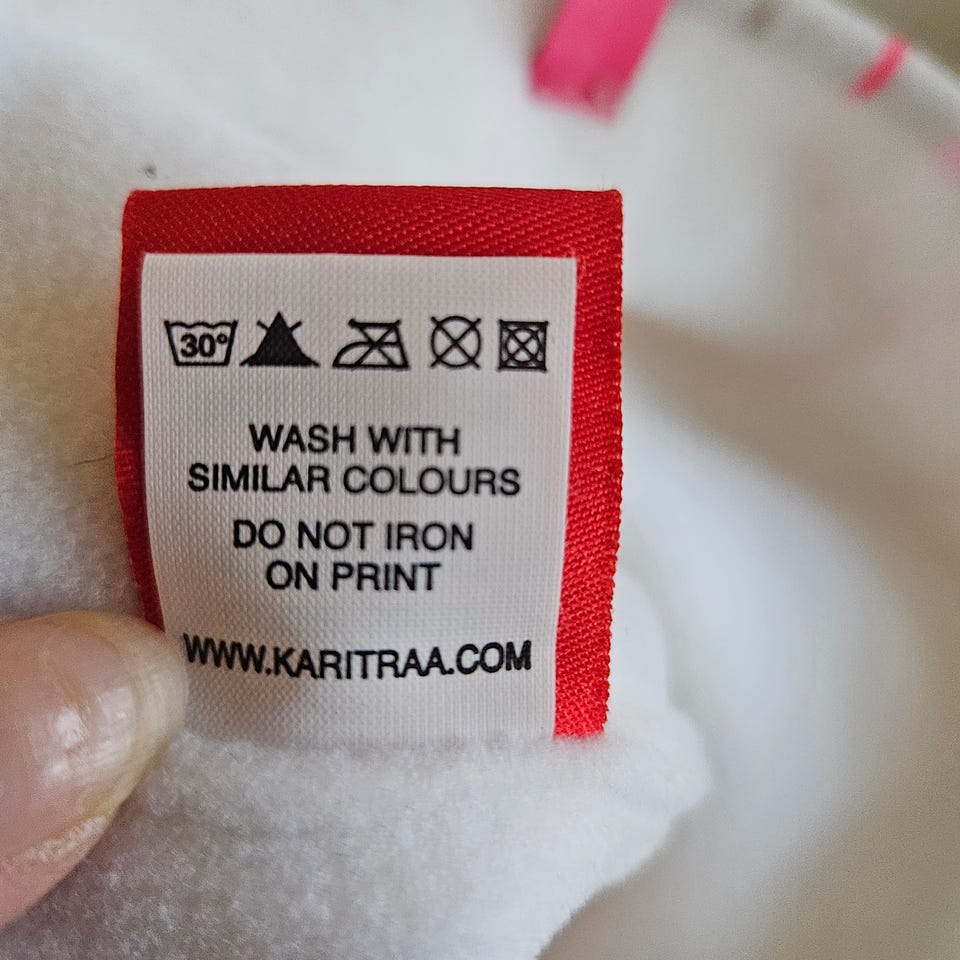 30°
WASH WITH
SIMILAR COLOURS
DO NOT IRON
ON PRINT
WWW.KARITRAA.COM